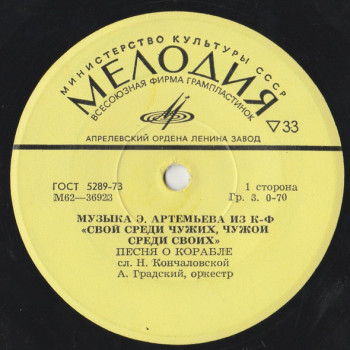 МИНИСТЕРСТВО КУЛЬТУРЫ СССР
МЕЛОДИЯ
ВСЕСОЮЗНАЯ ФИРМА ГРАМПЛАСТИНОК
33
АПРЕЛЕВСКИЙ ОРДЕНА ЛЕНИНА ЗАВОД
ГОСТ 5289-73
М62—36923
1 сторона
Гр. 3. 0-70
МУЗЫКА Э. АРТЕМЬЕВА ИЗ К-Ф
«СВОЙ СРЕДИ ЧУЖИХ, ЧУЖОЙ
СРЕДИ СВОИХ»
ПЕСНЯ О КОРАБЛЕ
сл. Н. Кончаловской
А. Градский, оркестр